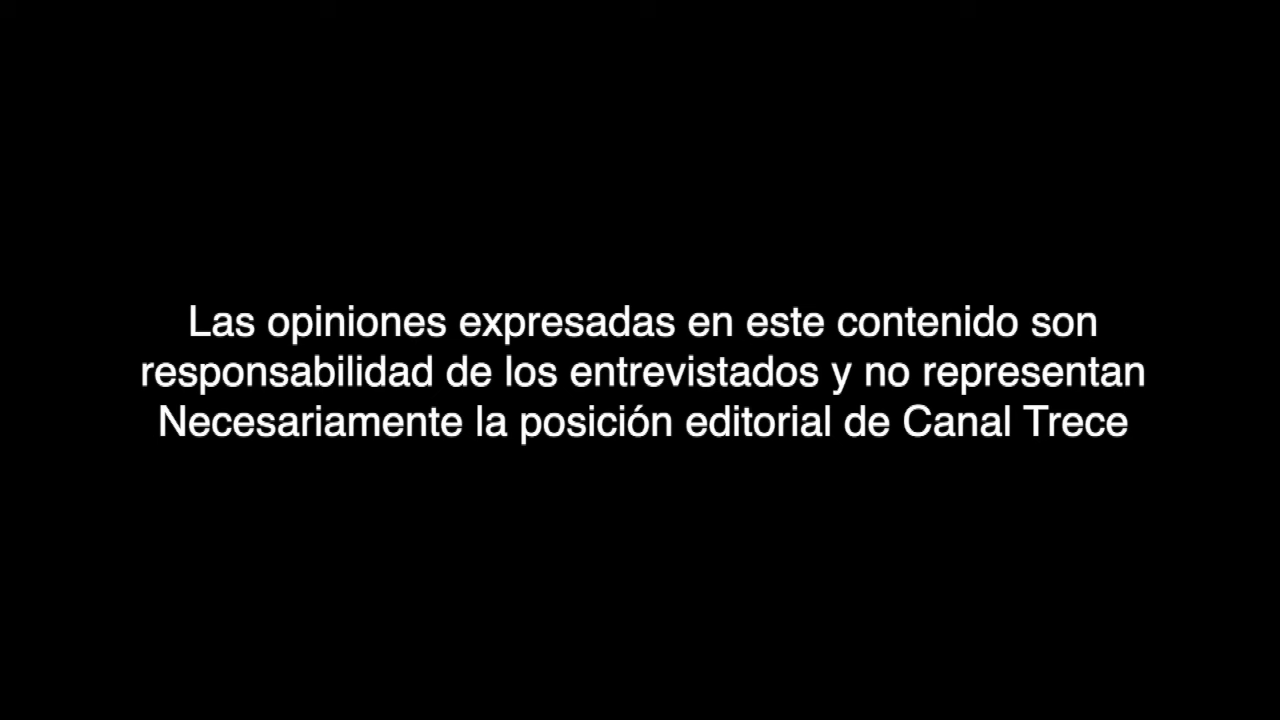 Las opiniones expresadas en este contenido son
responsabilidad de los entrevistados y no representan
Necesariamente la posición editorial de Canal Trece